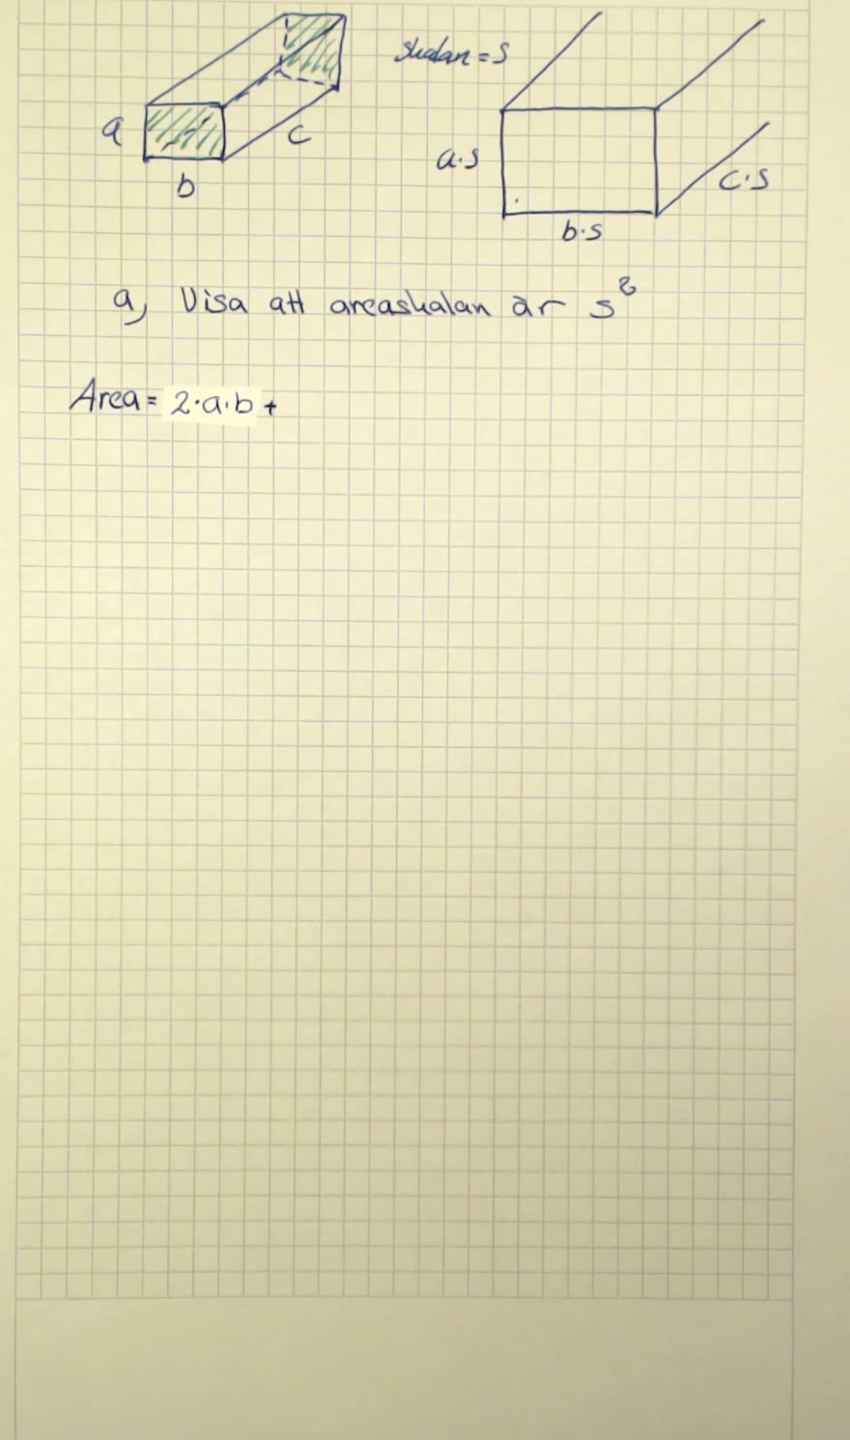 skalan = s
a
b
c
a·s
b·s
c·s
a) Visa att areaskalan är s²
Area = 2·a·b +